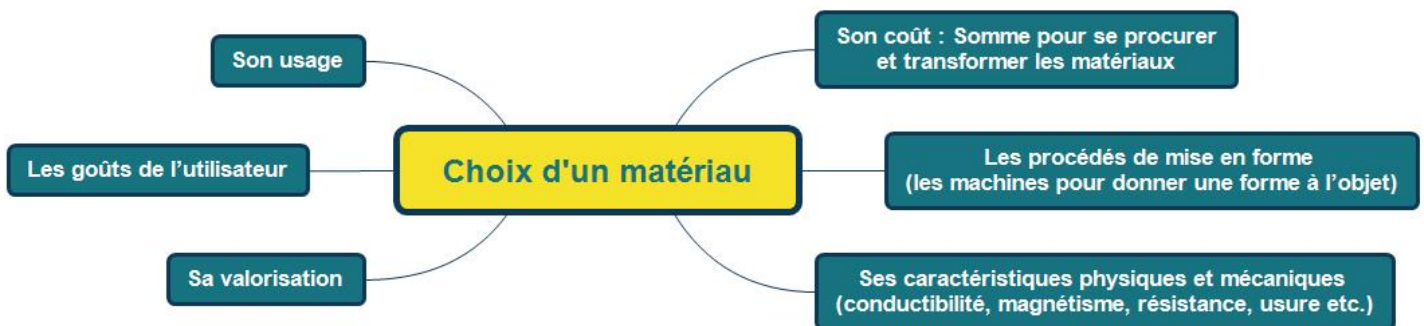 Son usage
Les goûts de l’utilisateur
Sa valorisation
Choix d'un matériau
Son coût : Somme pour se procurer
et transformer les matériaux
Les procédés de mise en forme
(les machines pour donner une forme à l’objet)
Ses caractéristiques physiques et mécaniques
(conductibilité, magnétisme, résistance, usure etc.)